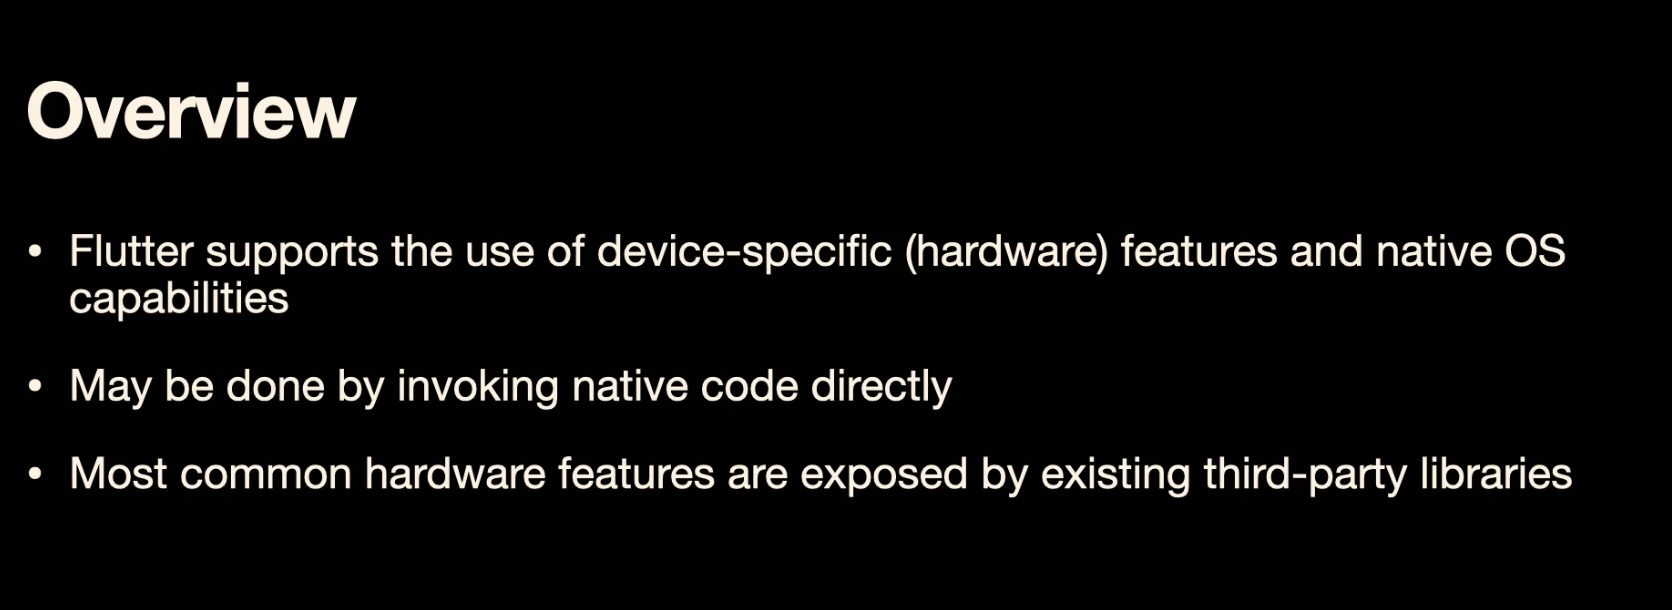 Overview
• Flutter supports the use of device-specific (hardware) features and native OS
capabilities
• May be done by invoking native code directly
• Most common hardware features are exposed by existing third-party libraries